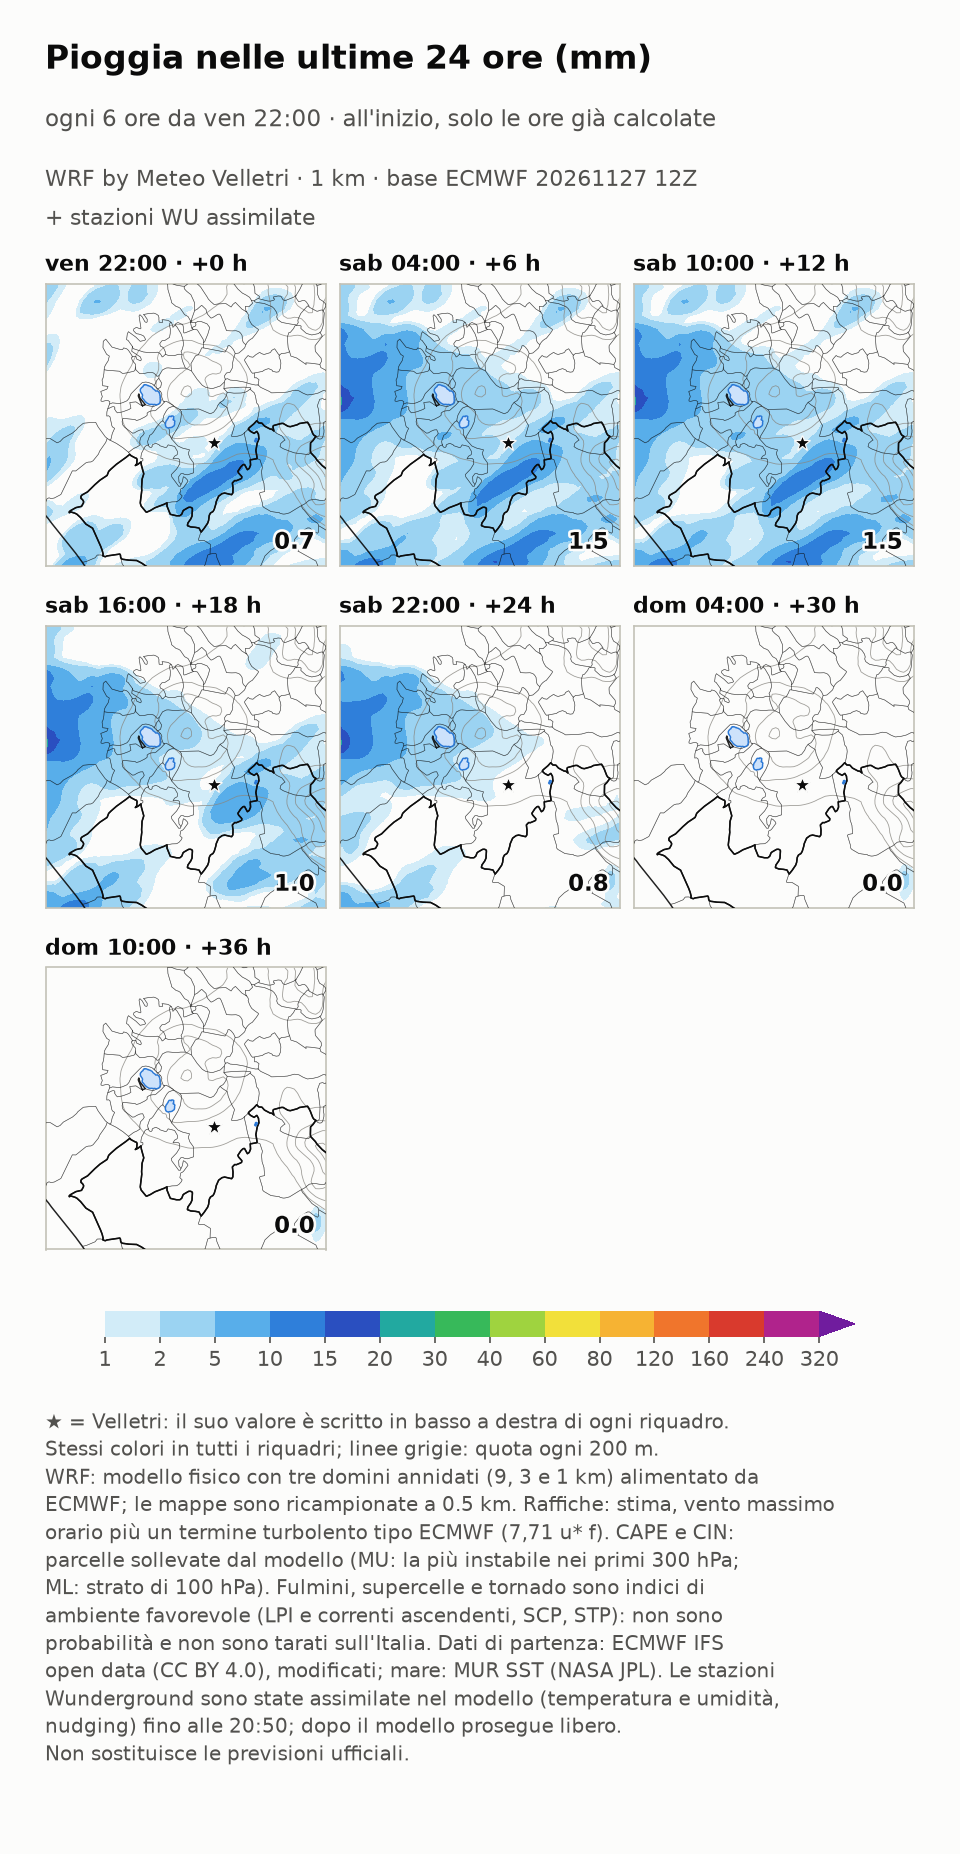 Pioggia nelle ultime 24 ore (mm)
ogni 6 ore da ven 22:00 · all'inizio, solo le ore già calcolate
WRF by Meteo Velletri · 1 km · base ECMWF 20261127 12Z
+ stazioni WU assimilate
ven 22:00 · +0 h
sab 04:00 · +6 h
sab 10:00 · +12 h
0.7
1.5
1.5
sab 16:00 · +18 h
sab 22:00 · +24 h
dom 04:00 · +30 h
1.0
0.8
0.0
dom 10:00 · +36 h
0.0
1 2 5 10 15 20 30 40 60 80 120 160 240 320
★ = Velletri: il suo valore è scritto in basso a destra di ogni riquadro.
Stessi colori in tutti i riquadri; linee grigie: quota ogni 200 m.
WRF: modello fisico con tre domini annidati (9, 3 e 1 km) alimentato da
ECMWF; le mappe sono ricampionate a 0.5 km. Raffiche: stima, vento massimo
orario più un termine turbolento tipo ECMWF (7,71 u* f). CAPE e CIN:
parcelle sollevate dal modello (MU: la più instabile nei primi 300 hPa;
ML: strato di 100 hPa). Fulmini, supercelle e tornado sono indici di
ambiente favorevole (LPI e correnti ascendenti, SCP, STP): non sono
probabilità e non sono tarati sull'Italia. Dati di partenza: ECMWF IFS
open data (CC BY 4.0), modificati; mare: MUR SST (NASA JPL). Le stazioni
Wunderground sono state assimilate nel modello (temperatura e umidità,
nudging) fino alle 20:50; dopo il modello prosegue libero.
Non sostituisce le previsioni ufficiali.